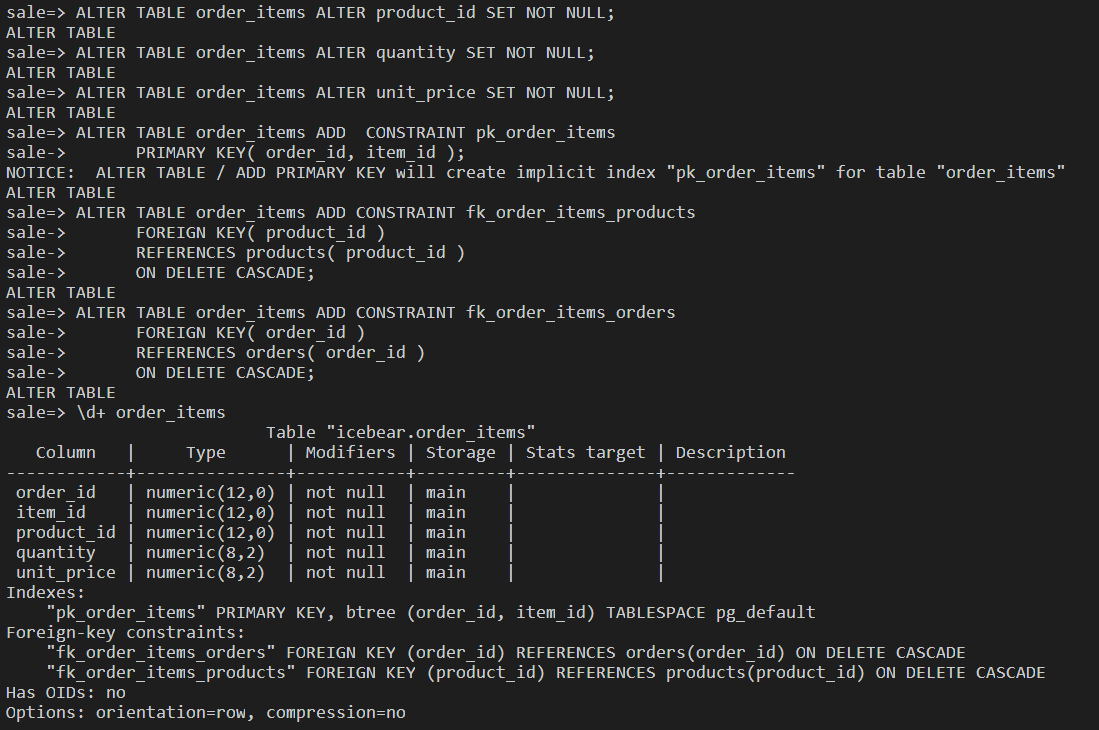 sale=> ALTER TABLE order_items ALTER product_id SET NOT NULL;
ALTER TABLE
sale=> ALTER TABLE order_items ALTER quantity SET NOT NULL;
ALTER TABLE
sale=> ALTER TABLE order_items ALTER unit_price SET NOT NULL;
ALTER TABLE
sale=> ALTER TABLE order_items ADD  CONSTRAINT pk_order_items
sale->       PRIMARY KEY( order_id, item_id );
NOTICE:  ALTER TABLE / ADD PRIMARY KEY will create implicit index "pk_order_items" for table "order_items"
ALTER TABLE
sale=> ALTER TABLE order_items ADD CONSTRAINT fk_order_items_products
sale->       FOREIGN KEY( product_id )
sale->       REFERENCES products( product_id )
sale->       ON DELETE CASCADE;
ALTER TABLE
sale=> ALTER TABLE order_items ADD CONSTRAINT fk_order_items_orders
sale->       FOREIGN KEY( order_id )
sale->       REFERENCES orders( order_id )
sale->       ON DELETE CASCADE;
ALTER TABLE
sale=> \d+ order_items
                          Table "icebear.order_items"
   Column   |     Type      | Modifiers | Storage | Stats target | Description
------------+---------------+-----------+---------+--------------+-------------
 order_id   | numeric(12,0) | not null  | main    |              |
 item_id    | numeric(12,0) | not null  | main    |              |
 product_id | numeric(12,0) | not null  | main    |              |
 quantity   | numeric(8,2)  | not null  | main    |              |
 unit_price | numeric(8,2)  | not null  | main    |              |
Indexes:
    "pk_order_items" PRIMARY KEY, btree (order_id, item_id) TABLESPACE pg_default
Foreign-key constraints:
    "fk_order_items_orders" FOREIGN KEY (order_id) REFERENCES orders(order_id) ON DELETE CASCADE
    "fk_order_items_products" FOREIGN KEY (product_id) REFERENCES products(product_id) ON DELETE CASCADE
Has OIDs: no
Options: orientation=row, compression=no